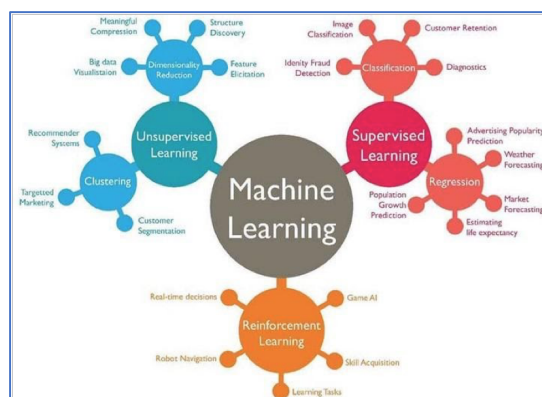 Meaningful
Compression
Structure
Discovery
Big data
Visualistaion
Dimensionality
Reduction
Feature
Elicitation
Unsupervised
Learning
Recommender
Systems
Clustering
Targetted
Marketing
Customer
Segmentation
Machine
Learning
Image
Classification
Customer Retention
Idenity Fraud
Detection
Classification
Diagnostics
Supervised
Learning
Advertising Popularity
Prediction
Weather
Forecasting
Regression
Population
Growth
Prediction
Market
Forecasting
Estimating
life expectancy
Real-time decisions
Game AI
Reinforcement
Learning
Robot Navigation
Skill Acquisition
Learning Tasks